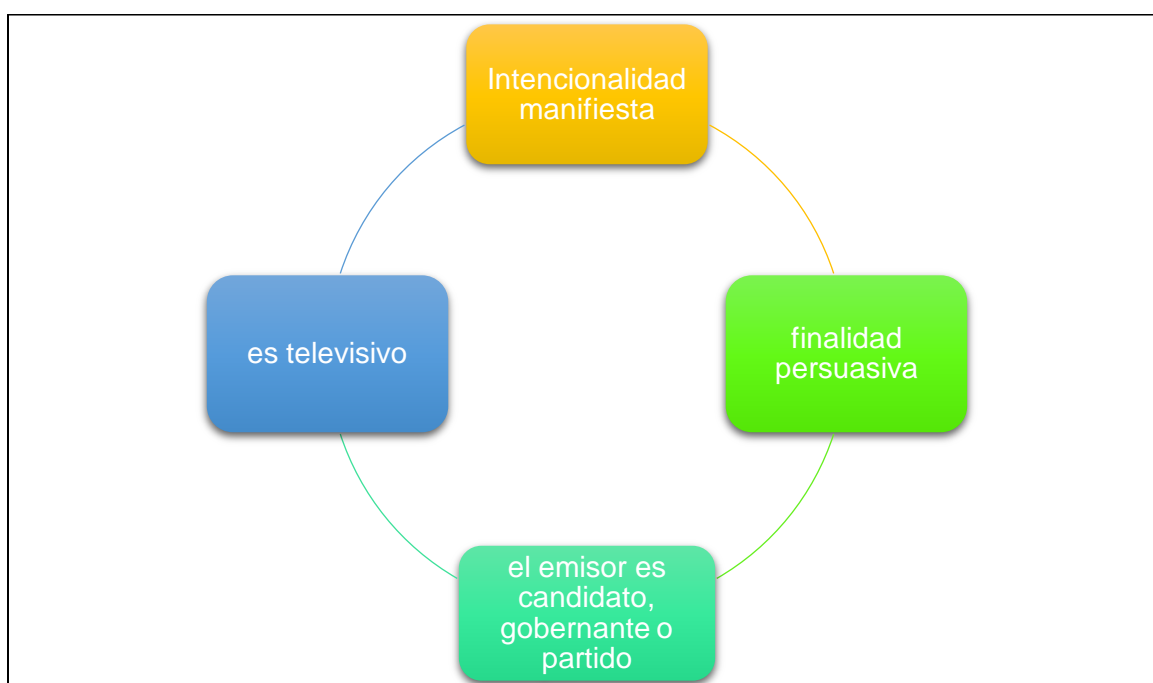 Intencionalidad
manifiesta
es televisivo
finalidad
persuasiva
el emisor es
candidato,
gobernante o
partido